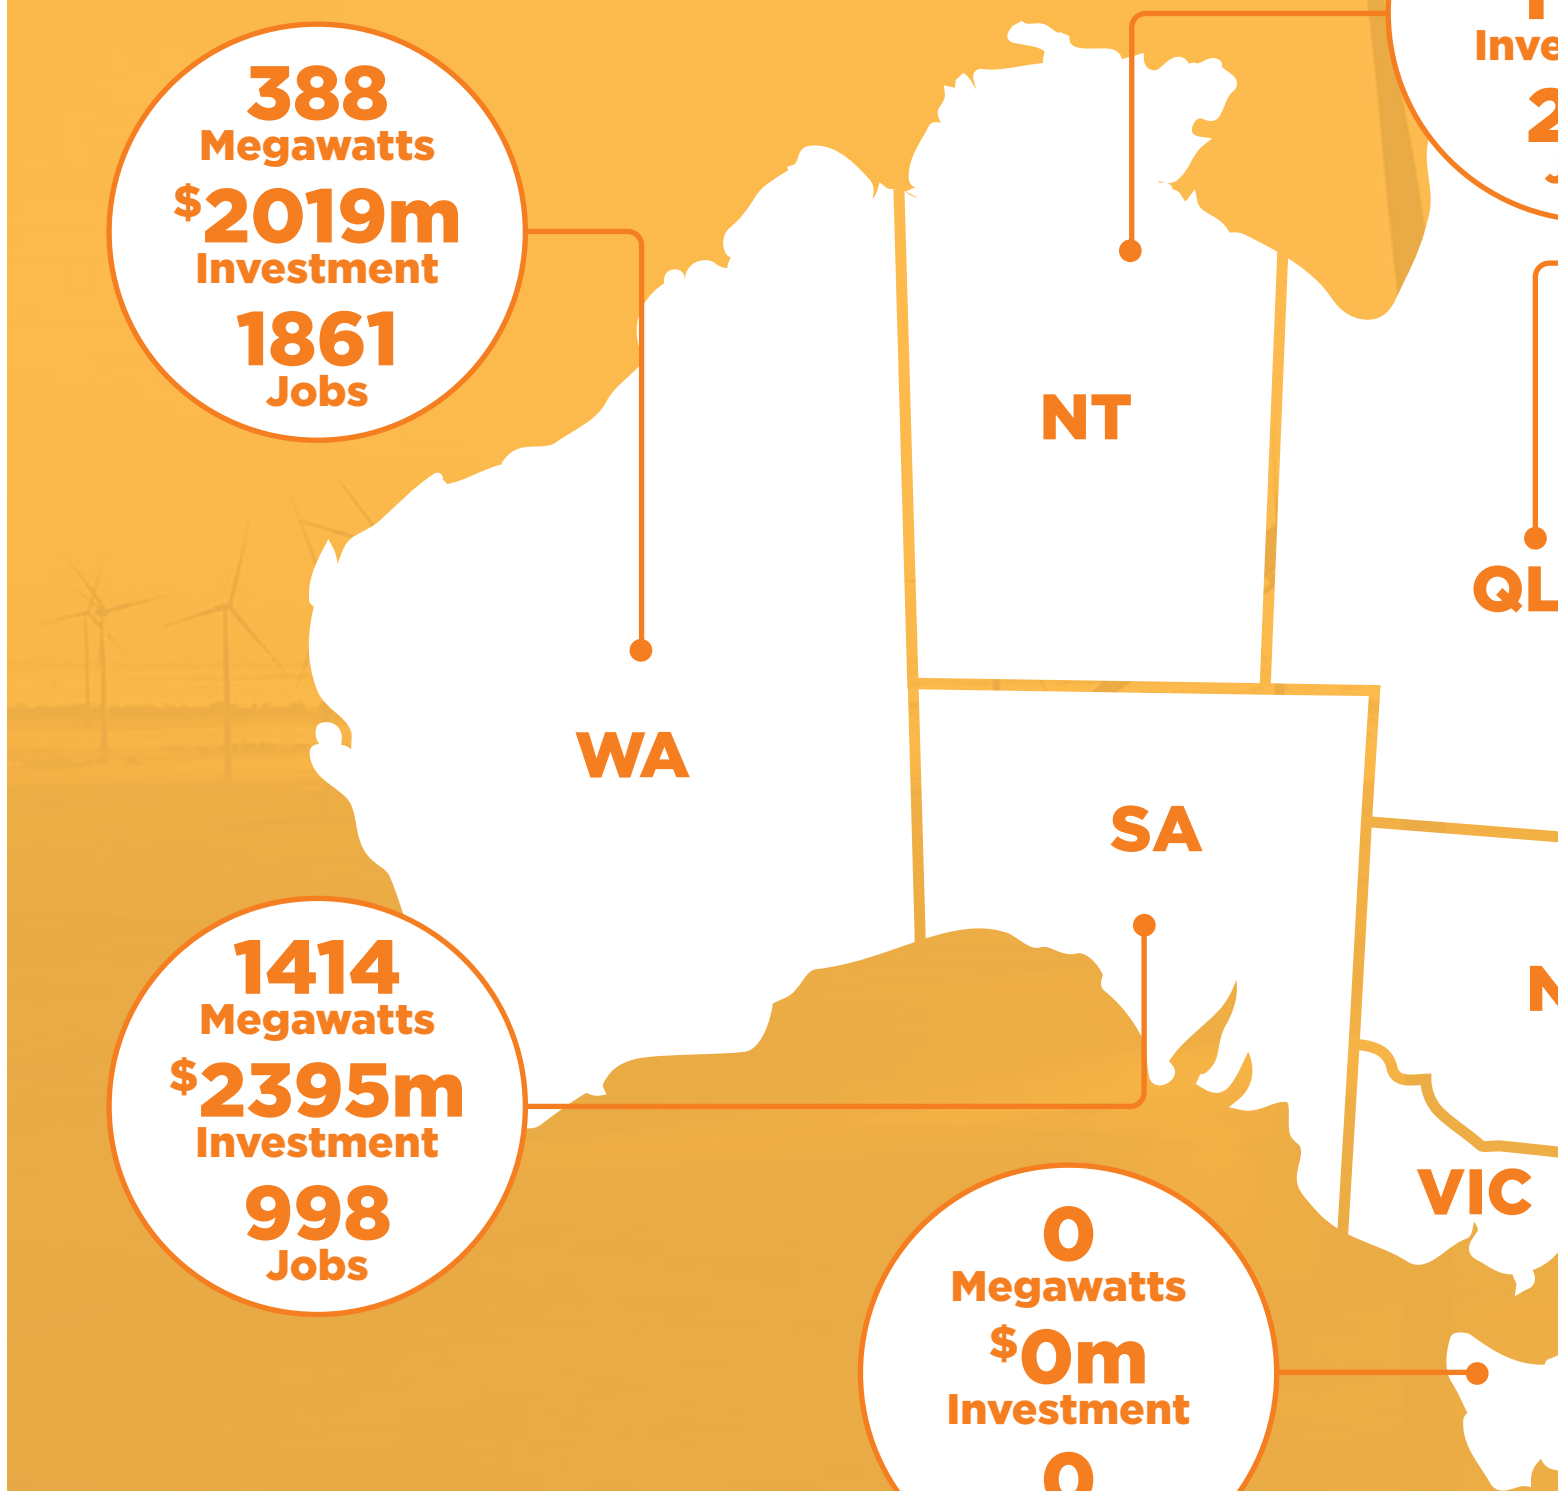 388
Megawatts
$2019m
Investment
1861
Jobs
NT
WA
SA
VIC
1414
Megawatts
$2395m
Investment
998
Jobs
0
Megawatts
$0m
Investment
0